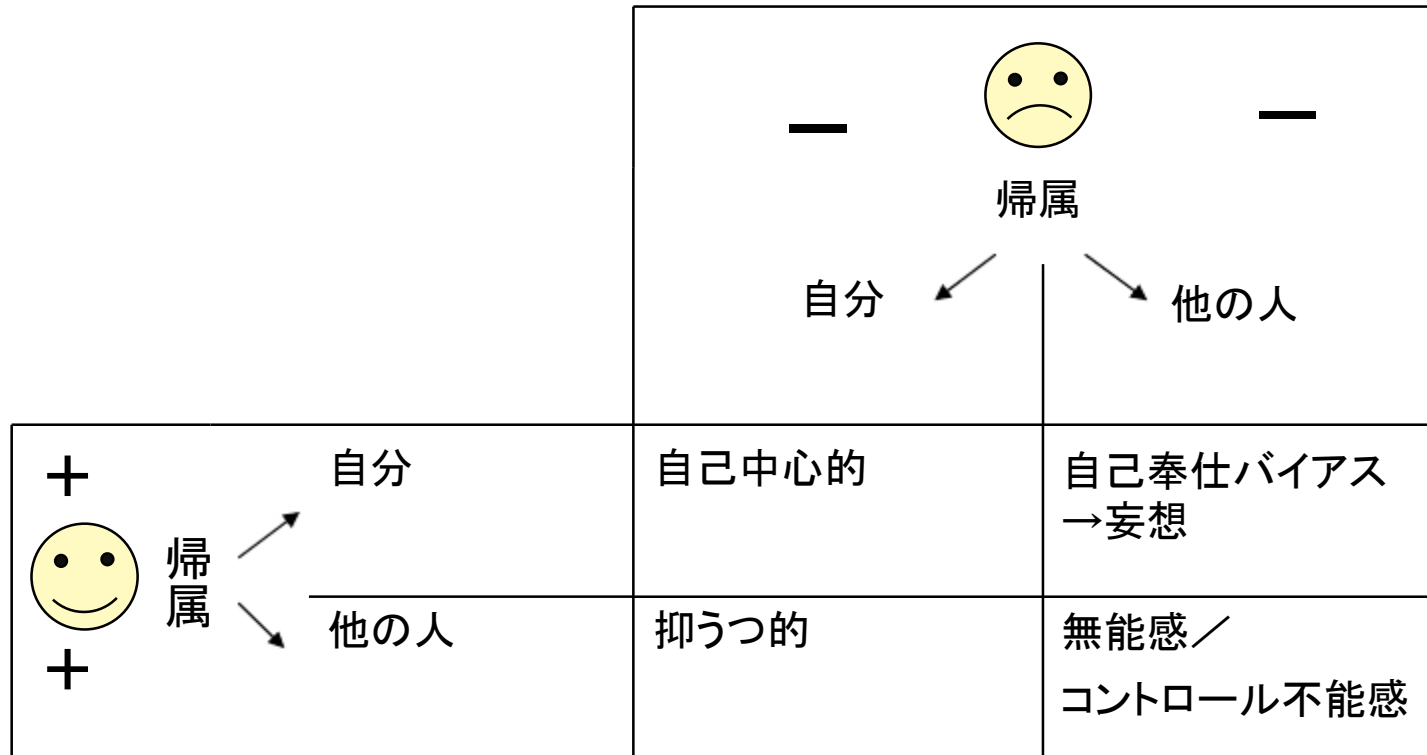 — —
帰属
自分 他の人
+ 自分 自己中心的 自己奉仕バイアス
→妄想
帰属
+ 他の人 抑うつ的 無能感／
コントロール不能感